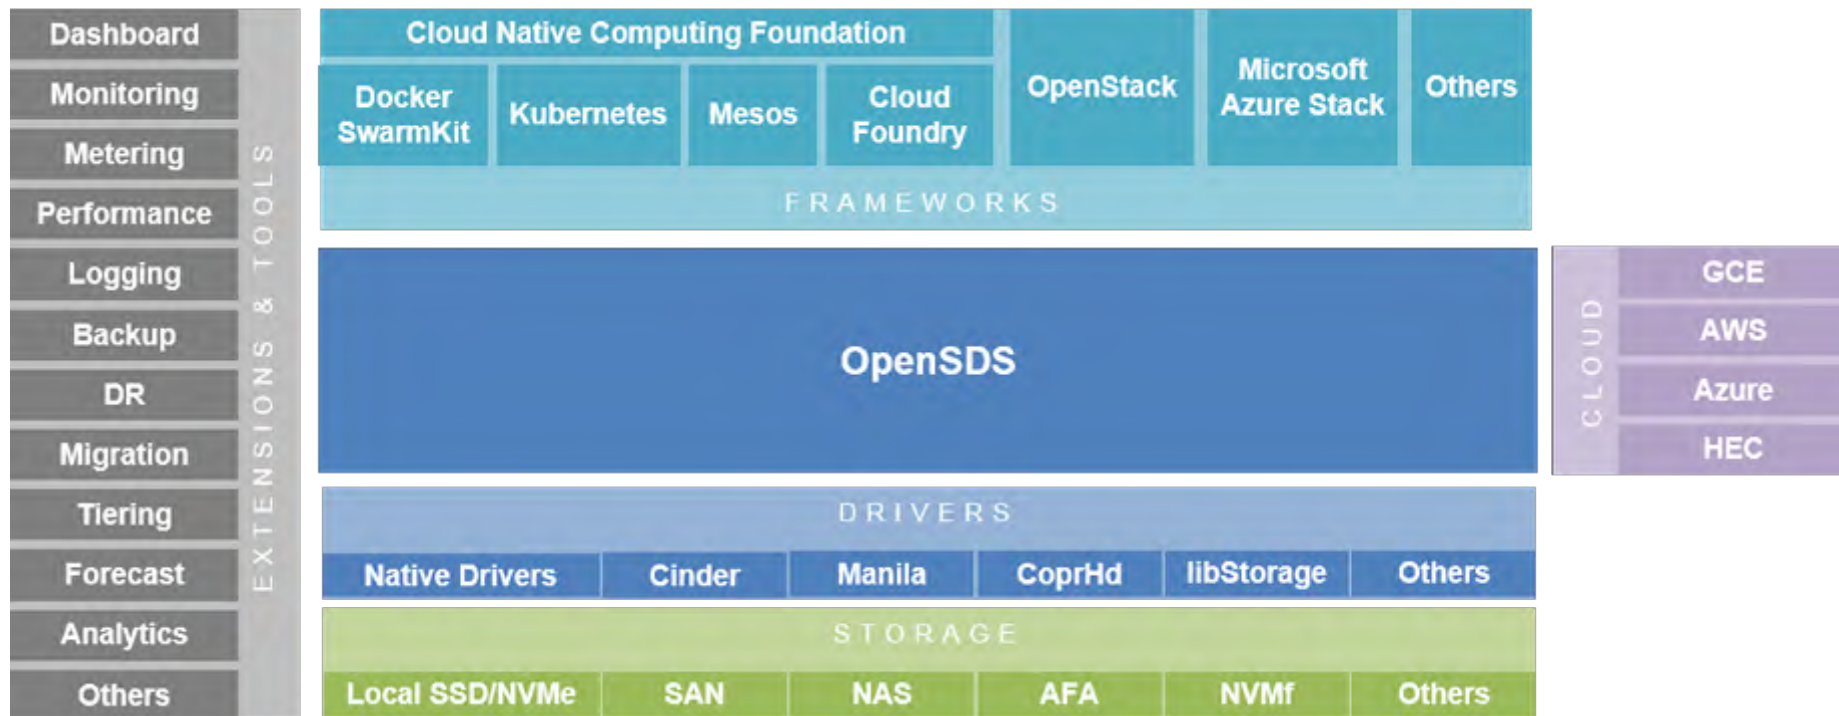 Dashboard
Monitoring
Metering
Performance
Logging
Backup
DR
Migration
Tiering
Forecast
Analytics
Others
EXTENSIONS & TOOLS
Cloud Native Computing Foundation
Docker
SwarmKit
Kubernetes
Mesos
Cloud
Foundry
OpenStack
Microsoft
Azure Stack
Others
FRAMEWORKS
OpenSDS
CLOUD
GCE
AWS
Azure
HEC
DRIVERS
Native Drivers
Cinder
Manila
CoprHd
libStorage
Others
STORAGE
Local SSD/NVMe
SAN
NAS
AFA
NVMf
Others